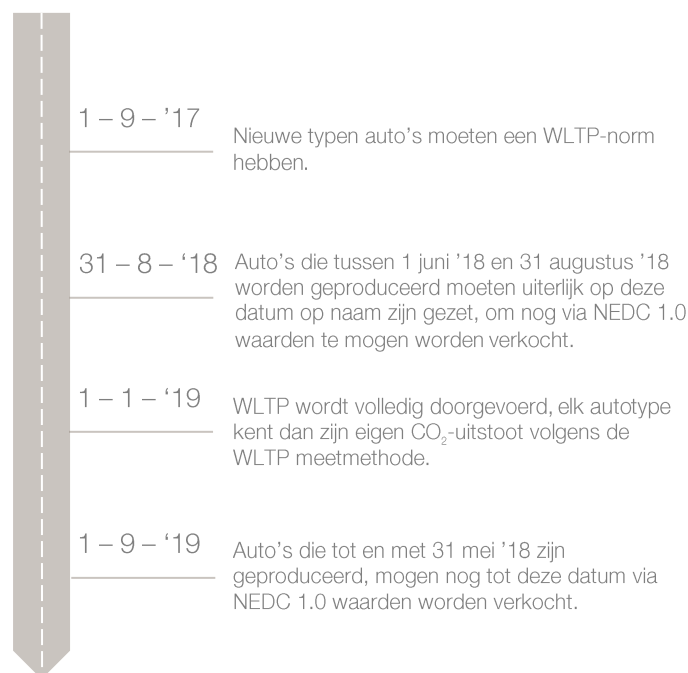 1 – 9 – ’17
Nieuwe typen auto’s moeten een WLTP-norm
hebben.
31 – 8 – ‘18
Auto’s die tussen 1 juni ’18 en 31 augustus ’18
worden geproduceerd moeten uiterlijk op deze
datum op naam zijn gezet, om nog via NEDC 1.0
waarden te mogen worden verkocht.
1 – 1 – ‘19
WLTP wordt volledig doorgevoerd, elk autotype
kent dan zijn eigen CO₂-uitstoot volgens de
WLTP meetmethode.
1 – 9 – ‘19
Auto’s die tot en met 31 mei ’18 zijn
geproduceerd, mogen nog tot deze datum via
NEDC 1.0 waarden worden verkocht.